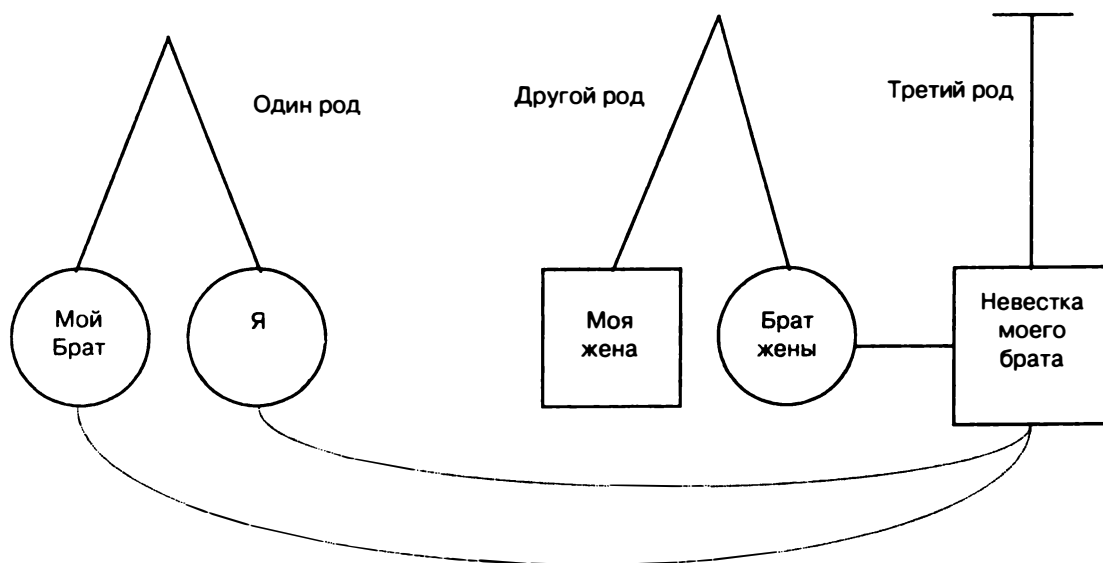 Один род
Другой род
Третий род
Мой
Брат
Я
Моя
жена
Брат
жены
Невестка
моего
брата